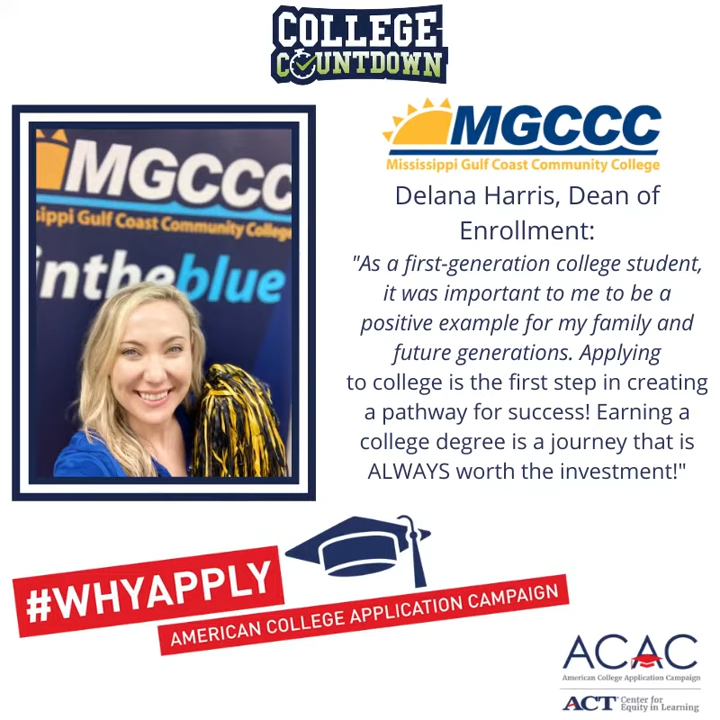 COLLEGE
COUNTDOWN
MGCCC
sippi Gulf Coast Community College
intheblue
MGCCC
Mississippi Gulf Coast Community College
Delana Harris, Dean of
Enrollment:
"As a first-generation college student,
it was important to me to be a
positive example for my family and
future generations. Applying
to college is the first step in creating
a pathway for success! Earning a
college degree is a journey that is
ALWAYS worth the investment!"
#WHYAPPLY
AMERICAN COLLEGE APPLICATION CAMPAIGN
ACAC
American College Application Campaign
ACT® Center for
Equity in Learning